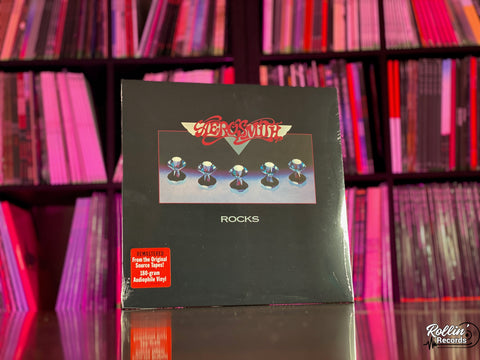 AEROSMITH
ROCKS
REMASTERED
From the Original
Source Tapes!
180-gram
Audiophile Vinyl
Rollin'
Records